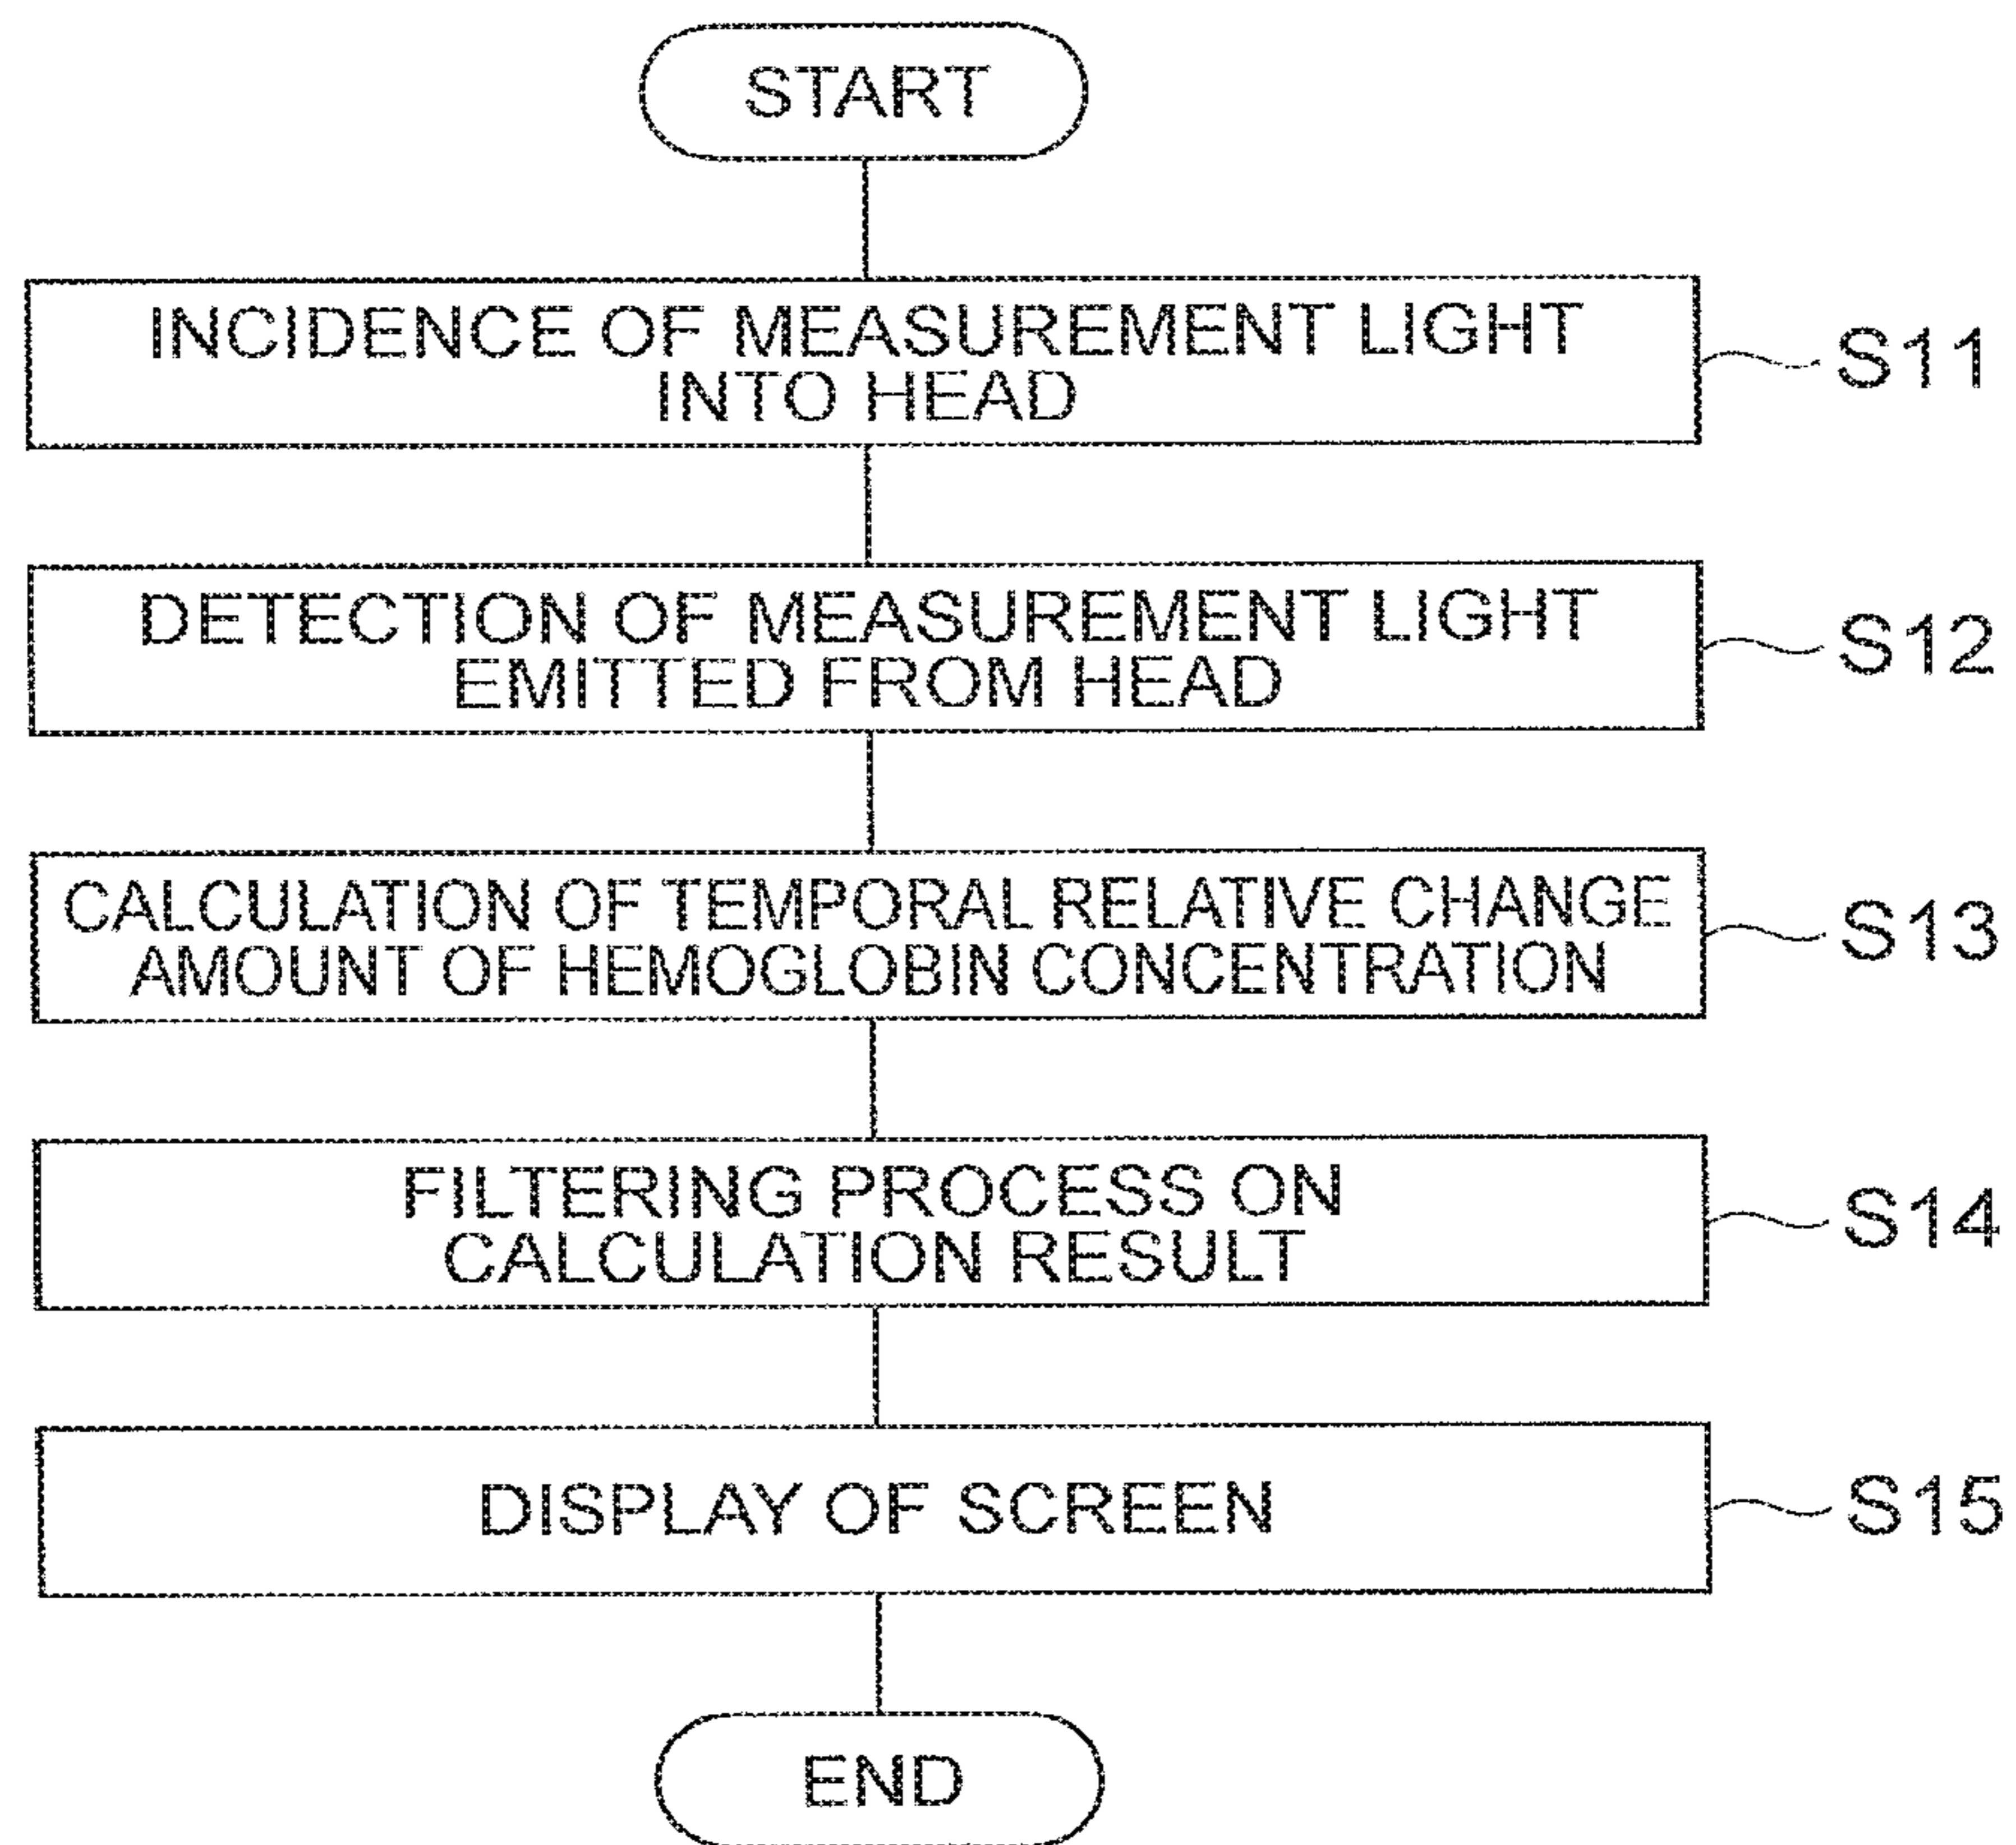 START
INCIDENCE OF MEASUREMENT LIGHT
INTO HEAD
S11
DETECTION OF MEASUREMENT LIGHT
EMITTED FROM HEAD
S12
CALCULATION OF TEMPORAL RELATIVE CHANGE
AMOUNT OF HEMOGLOBIN CONCENTRATION
S13
FILTERING PROCESS ON
CALCULATION RESULT
S14
DISPLAY OF SCREEN
S15
END